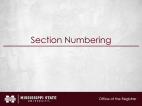 Section Numbering
MISSISSIPPI STATE
UNIVERSITY
Office of the Registrar